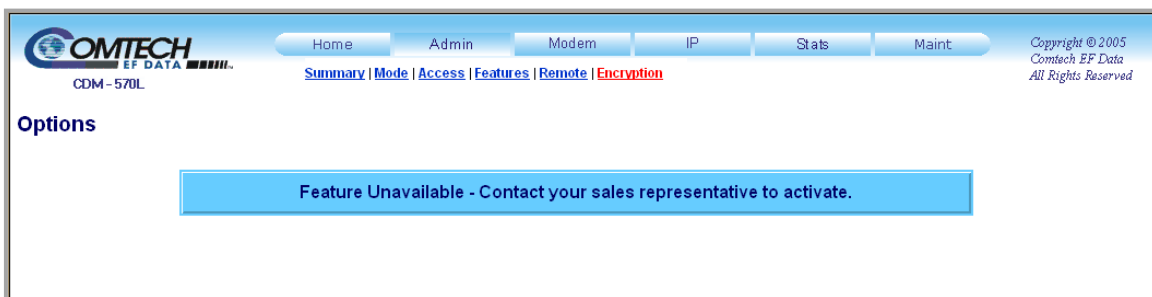 COMTECH
EF DATA
CDM - 570L
Home Admin Modem IP Stats Maint
Summary | Mode | Access | Features | Remote | Encryption
Copyright © 2005
Comtech EF Data
All Rights Reserved
Options
Feature Unavailable - Contact your sales representative to activate.